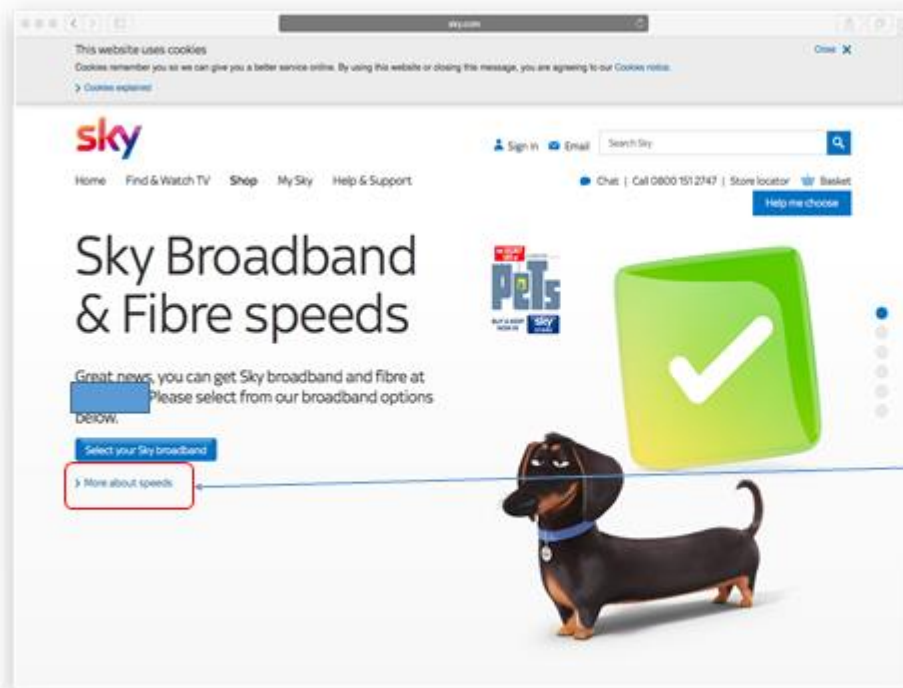 sky.com
This website uses cookies
Close X
Cookies remember you so we can give you a better service online. By using this website or closing this message, you are agreeing to our Cookies notice.
Cookies explained
sky
Sign in Email Search Sky
Home Find & Watch TV Shop My Sky Help & Support
Chat | Call 0800 151 2747 | Store locator Basket
Help me choose
Sky Broadband
& Fibre speeds
PETS
sky
Great news, you can get Sky broadband and fibre at
Please select from our broadband options
below.
Select your Sky broadband
More about speeds